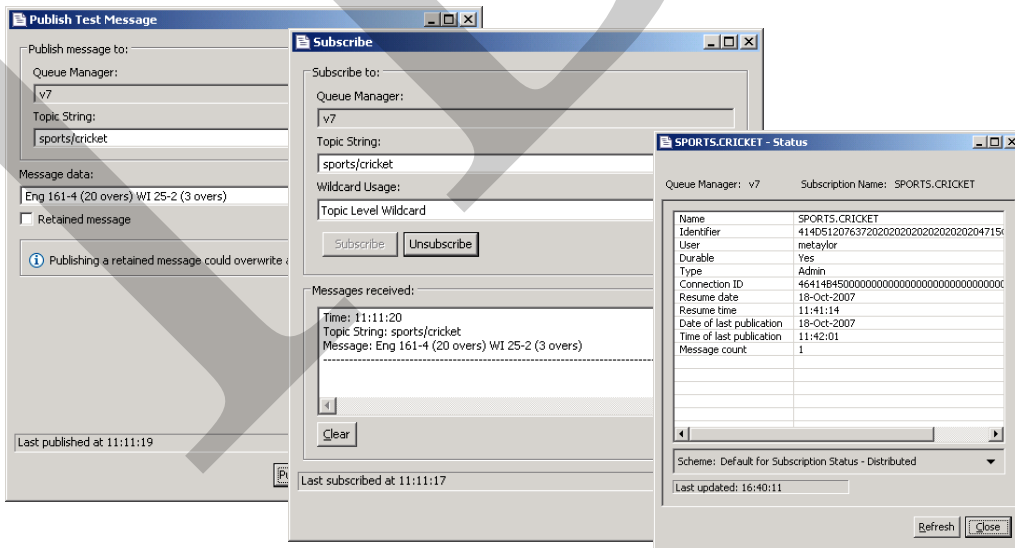 Publish Test Message
Publish message to:
Queue Manager:
v7
Topic String:
sports/cricket
Message data:
Eng 161-4 (20 overs) WI 25-2 (3 overs)
Retained message
Publishing a retained message could overwrite
Last published at 11:11:19
Subscribe
Subscribe to:
Queue Manager:
v7
Topic String:
sports/cricket
Wildcard Usage:
Topic Level Wildcard
Subscribe Unsubscribe
Messages received:
Time: 11:11:20
Topic String: sports/cricket
Message: Eng 161-4 (20 overs) WI 25-2 (3 overs)
Clear
Last subscribed at 11:11:17
SPORTS.CRICKET - Status
Queue Manager: v7 Subscription Name: SPORTS.CRICKET
Name SPORTS.CRICKET
Identifier
User metaylor
Durable Yes
Type Admin
Connection ID
Resume date 18-Oct-2007
Resume time 11:41:14
Date of last publication 18-Oct-2007
Time of last publication 11:42:01
Message count 1
Scheme: Default for Subscription Status - Distributed
Last updated: 16:40:11
Refresh Close